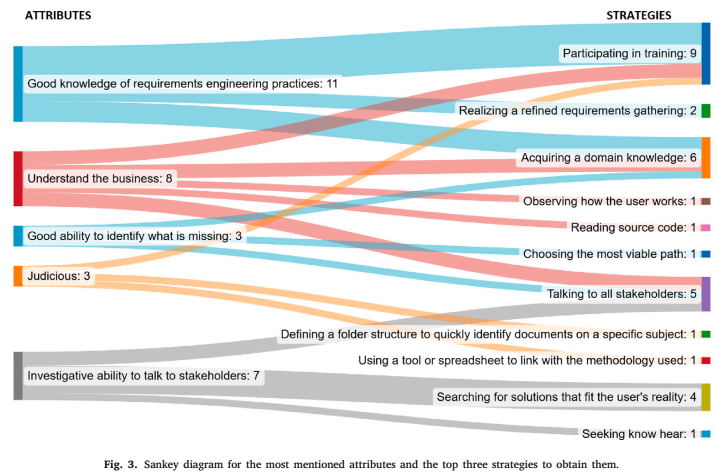 ATTRIBUTES
STRATEGIES
Participating in training: 9
Good knowledge of requirements engineering practices: 11
Realizing a refined requirements gathering: 2
Acquiring a domain knowledge: 6
Understand the business: 8
Observing how the user works: 1
Reading source code: 1
Good ability to identify what is missing: 3
Choosing the most viable path: 1
Judicious: 3
Talking to all stakeholders: 5
Defining a folder structure to quickly identify documents on a specific subject: 1
Using a tool or spreadsheet to link with the methodology used: 1
Investigative ability to talk to stakeholders: 7
Searching for solutions that fit the user's reality: 4
Seeking know hear: 1
Fig. 3. Sankey diagram for the most mentioned attributes and the top three strategies to obtain them.